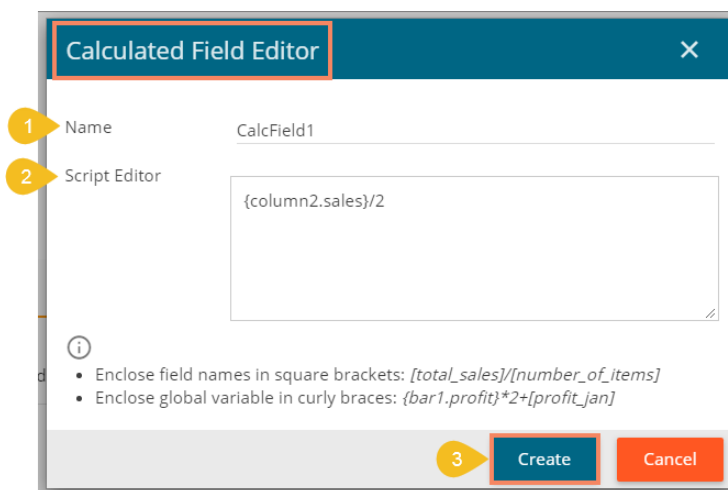 Calculated Field Editor
1 Name CalcField1
2 Script Editor
{column2.sales}/2
d
• Enclose field names in square brackets: [total_sales]/[number_of_items]
• Enclose global variable in curly braces: {bar1.profit}*2+[profit_jan]
3 Create Cancel